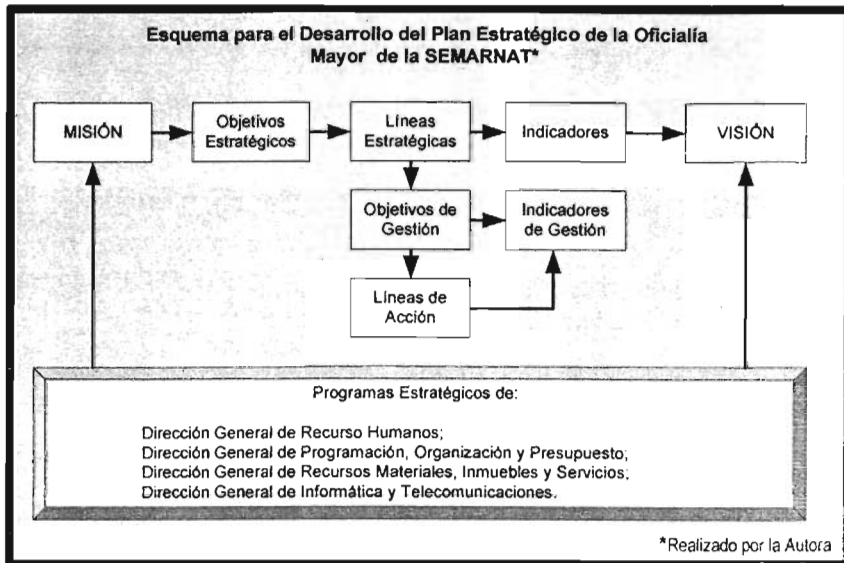 Esquema para el Desarrollo del Plan Estratégico de la Oficialía
Mayor de la SEMARNAT*
MISIÓN
Objetivos
Estratégicos
Líneas
Estratégicas
Indicadores
VISIÓN
Objetivos de
Gestión
Indicadores
de Gestión
Líneas de
Acción
Programas Estratégicos de:
Dirección General de Recurso Humanos;
Dirección General de Programación, Organización y Presupuesto;
Dirección General de Recursos Materiales, Inmuebles y Servicios;
Dirección General de Informática y Telecomunicaciones.
*Realizado por la Autora